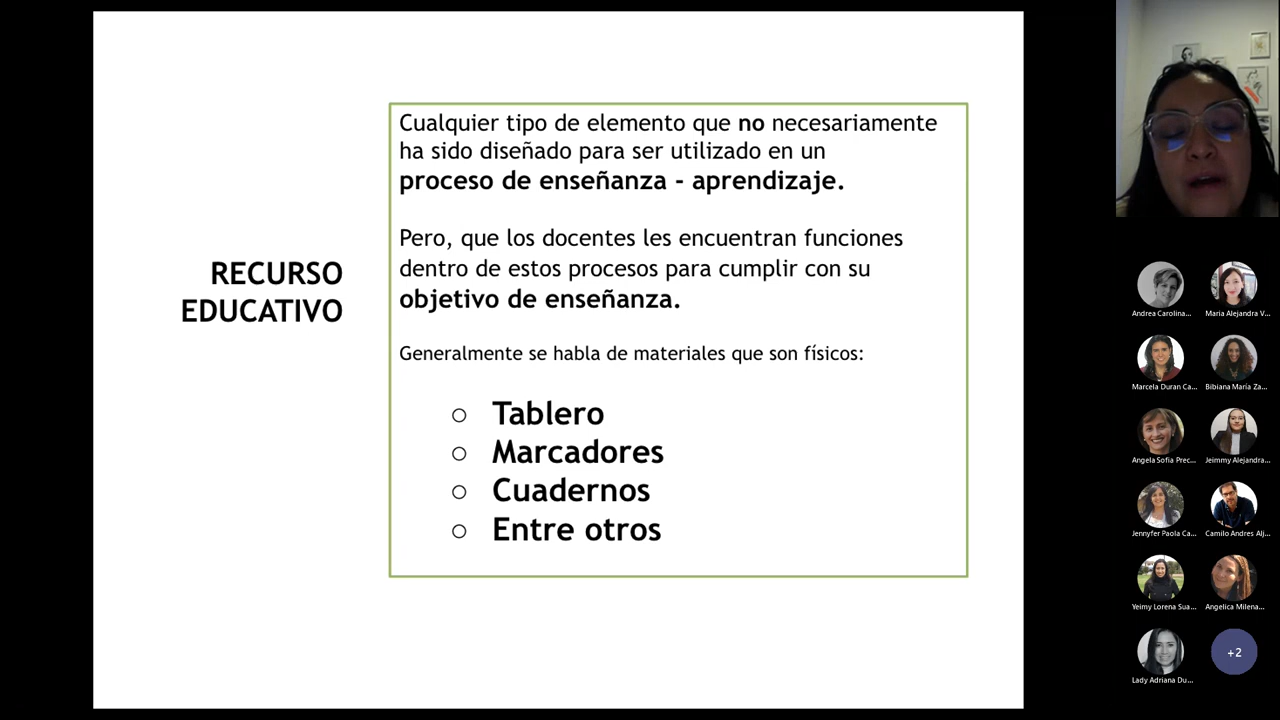 RECURSO
EDUCATIVO
Cualquier tipo de elemento que no necesariamente
ha sido diseñado para ser utilizado en un
proceso de enseñanza - aprendizaje.
Pero, que los docentes les encuentran funciones
dentro de estos procesos para cumplir con su
objetivo de enseñanza.
Generalmente se habla de materiales que son físicos:
Tablero
Marcadores
Cuadernos
Entre otros
Andrea Carolina...
Maria Alejandra V...
Marcela Duran Ca...
Bibiana María Za...
Angela Sofia Prec...
Jeimmy Alejandra...
Jennyfer Paola Ca...
Camilo Andres Alj...
Yeimy Lorena Sua...
Angelica Milena...
Lady Adriana Du...
+2